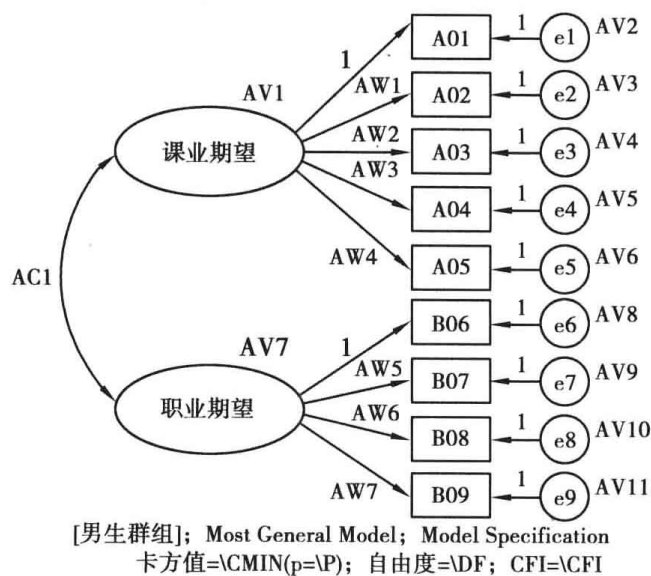 1 A01 1 e1 AV2
AV1 AW1 A02 1 e2 AV3
课业期望 AW2 A03 1 e3 AV4
AW3 A04 1 e4 AV5
AW4 A05 1 e5 AV6
AC1
AV7 1 B06 1 e6 AV8
AW5 B07 1 e7 AV9
职业期望 AW6 B08 1 e8 AV10
AW7 B09 1 e9 AV11
[男生群组]；Most General Model；Model Specification
卡方值=\CMIN(p=\P)；自由度=\DF；CFI=\CFI